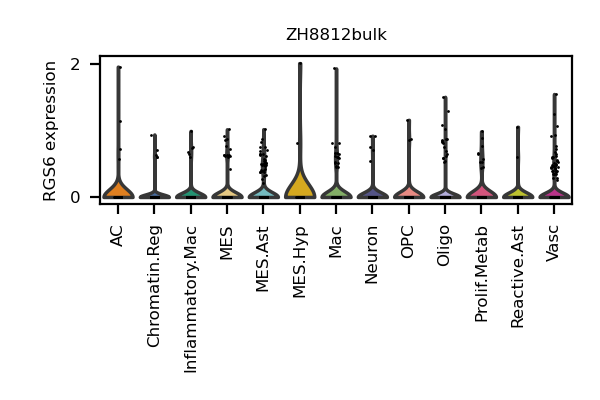 ZH8812bulk
RGS6 expression
2
0
AC
Chromatin.Reg
Inflammatory.Mac
MES
MES.Ast
MES.Hyp
Mac
Neuron
OPC
Oligo
Prolif.Metab
Reactive.Ast
Vasc